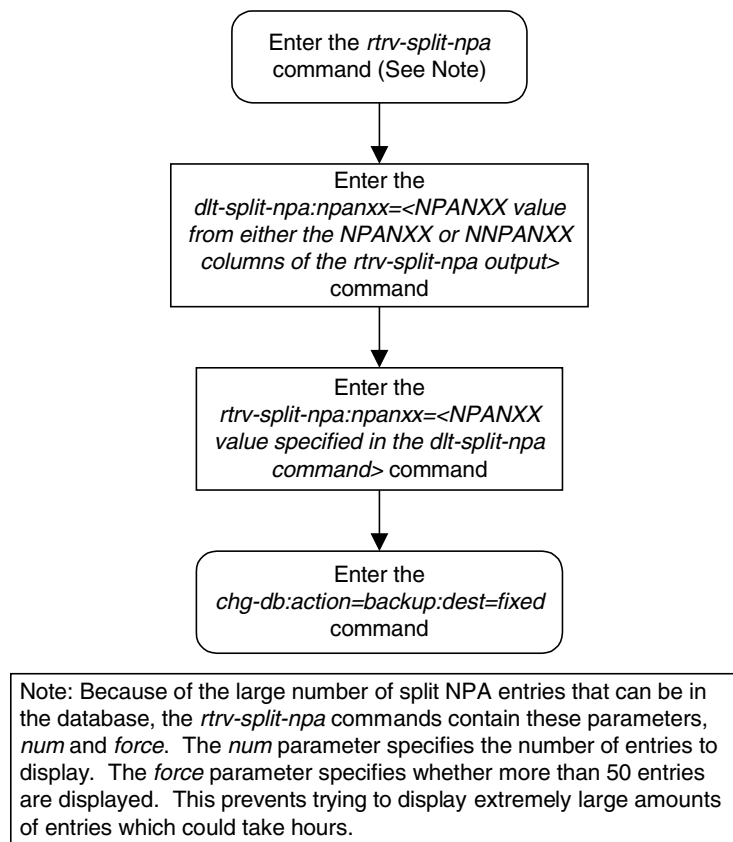 Enter the rtrv-split-npa
command (See Note)
Enter the
dlt-split-npa:npanxx=<NPANXX value
from either the NPANXX or NNPANXX
columns of the rtrv-split-npa output>
command
Enter the
rtrv-split-npa:npanxx=<NPANXX
value specified in the dlt-split-npa
command> command
Enter the
chg-db:action=backup:dest=fixed
command
Note: Because of the large number of split NPA entries that can be in
the database, the rtrv-split-npa commands contain these parameters,
num and force.  The num parameter specifies the number of entries to
display.  The force parameter specifies whether more than 50 entries
are displayed.  This prevents trying to display extremely large amounts
of entries which could take hours.